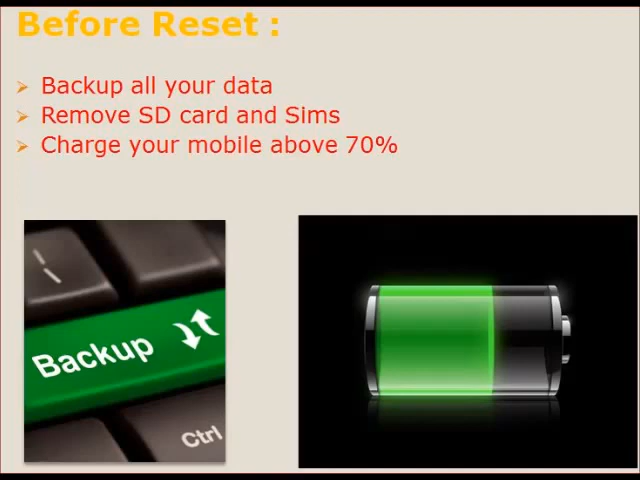 Before Reset :
Backup all your data
Remove SD card and Sims
Charge your mobile above 70%
Backup
Ctrl